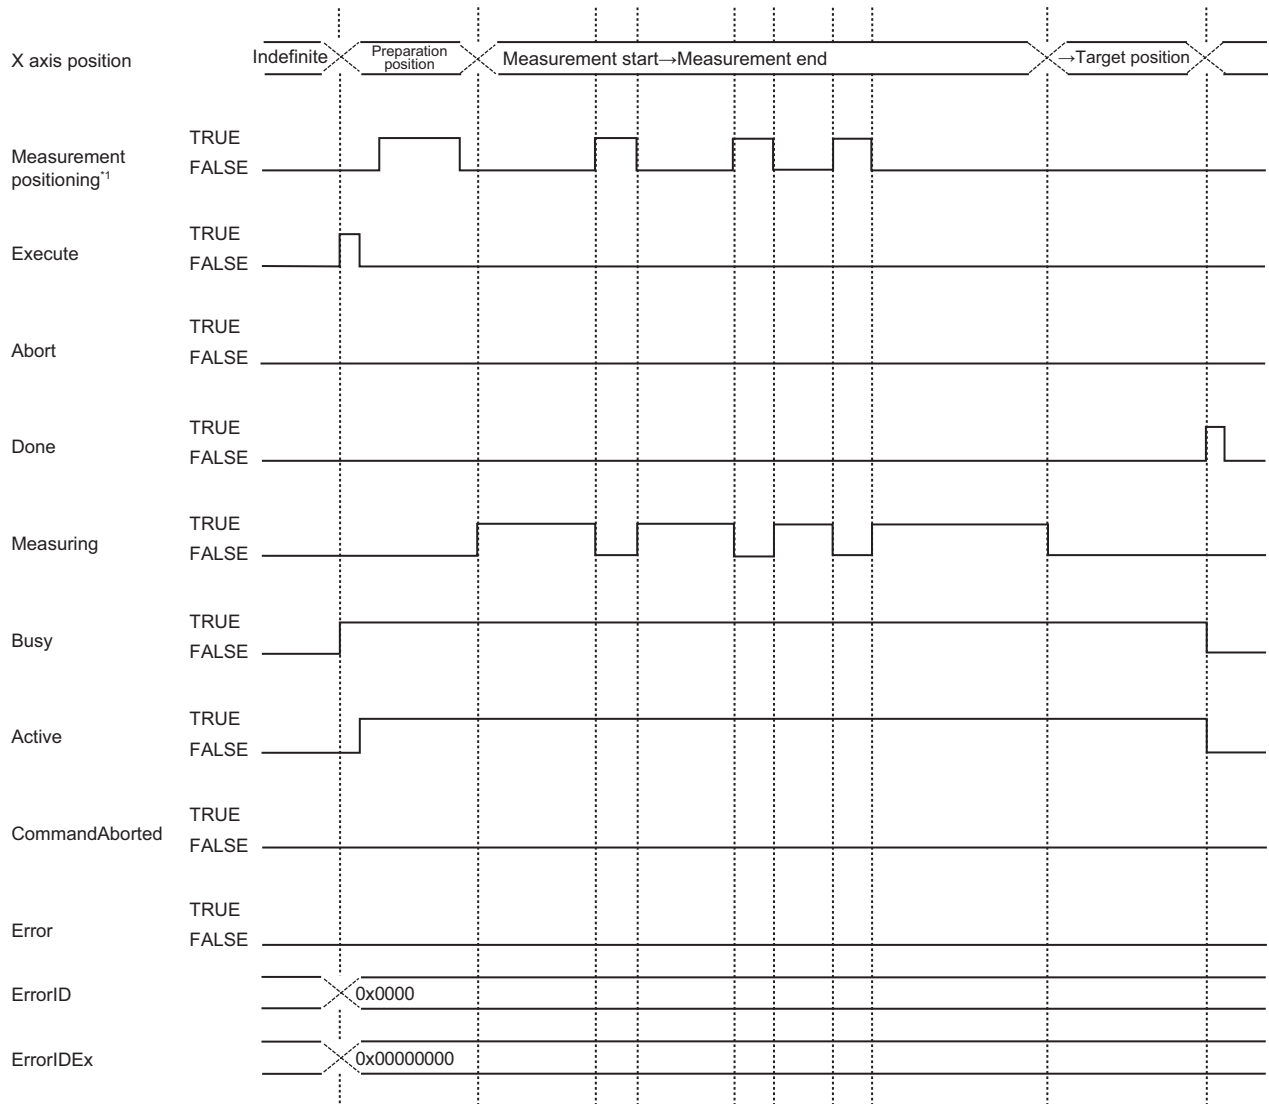 X axis position
Indefinite
Preparation
position
Measurement start→Measurement end
→Target position
Measurement
positioning*1
TRUE
FALSE
Execute
TRUE
FALSE
Abort
TRUE
FALSE
Done
TRUE
FALSE
Measuring
TRUE
FALSE
Busy
TRUE
FALSE
Active
TRUE
FALSE
CommandAborted
TRUE
FALSE
Error
TRUE
FALSE
ErrorID
0x0000
ErrorIDEx
0x00000000